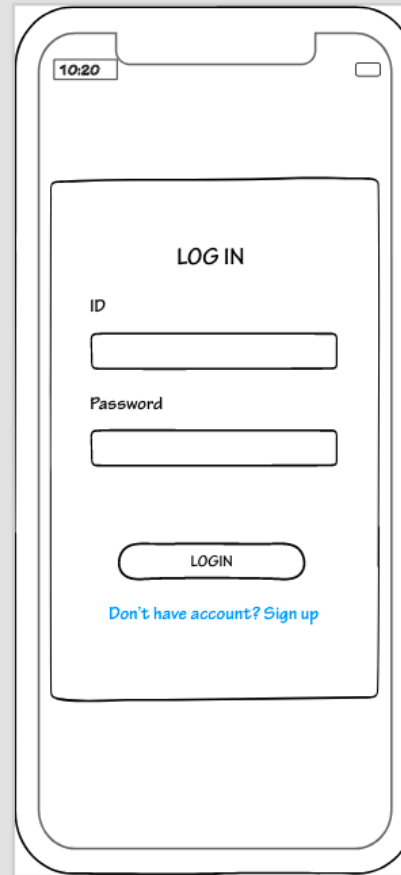 10:20
LOG IN
ID
Password
LOGIN
Don't have account? Sign up